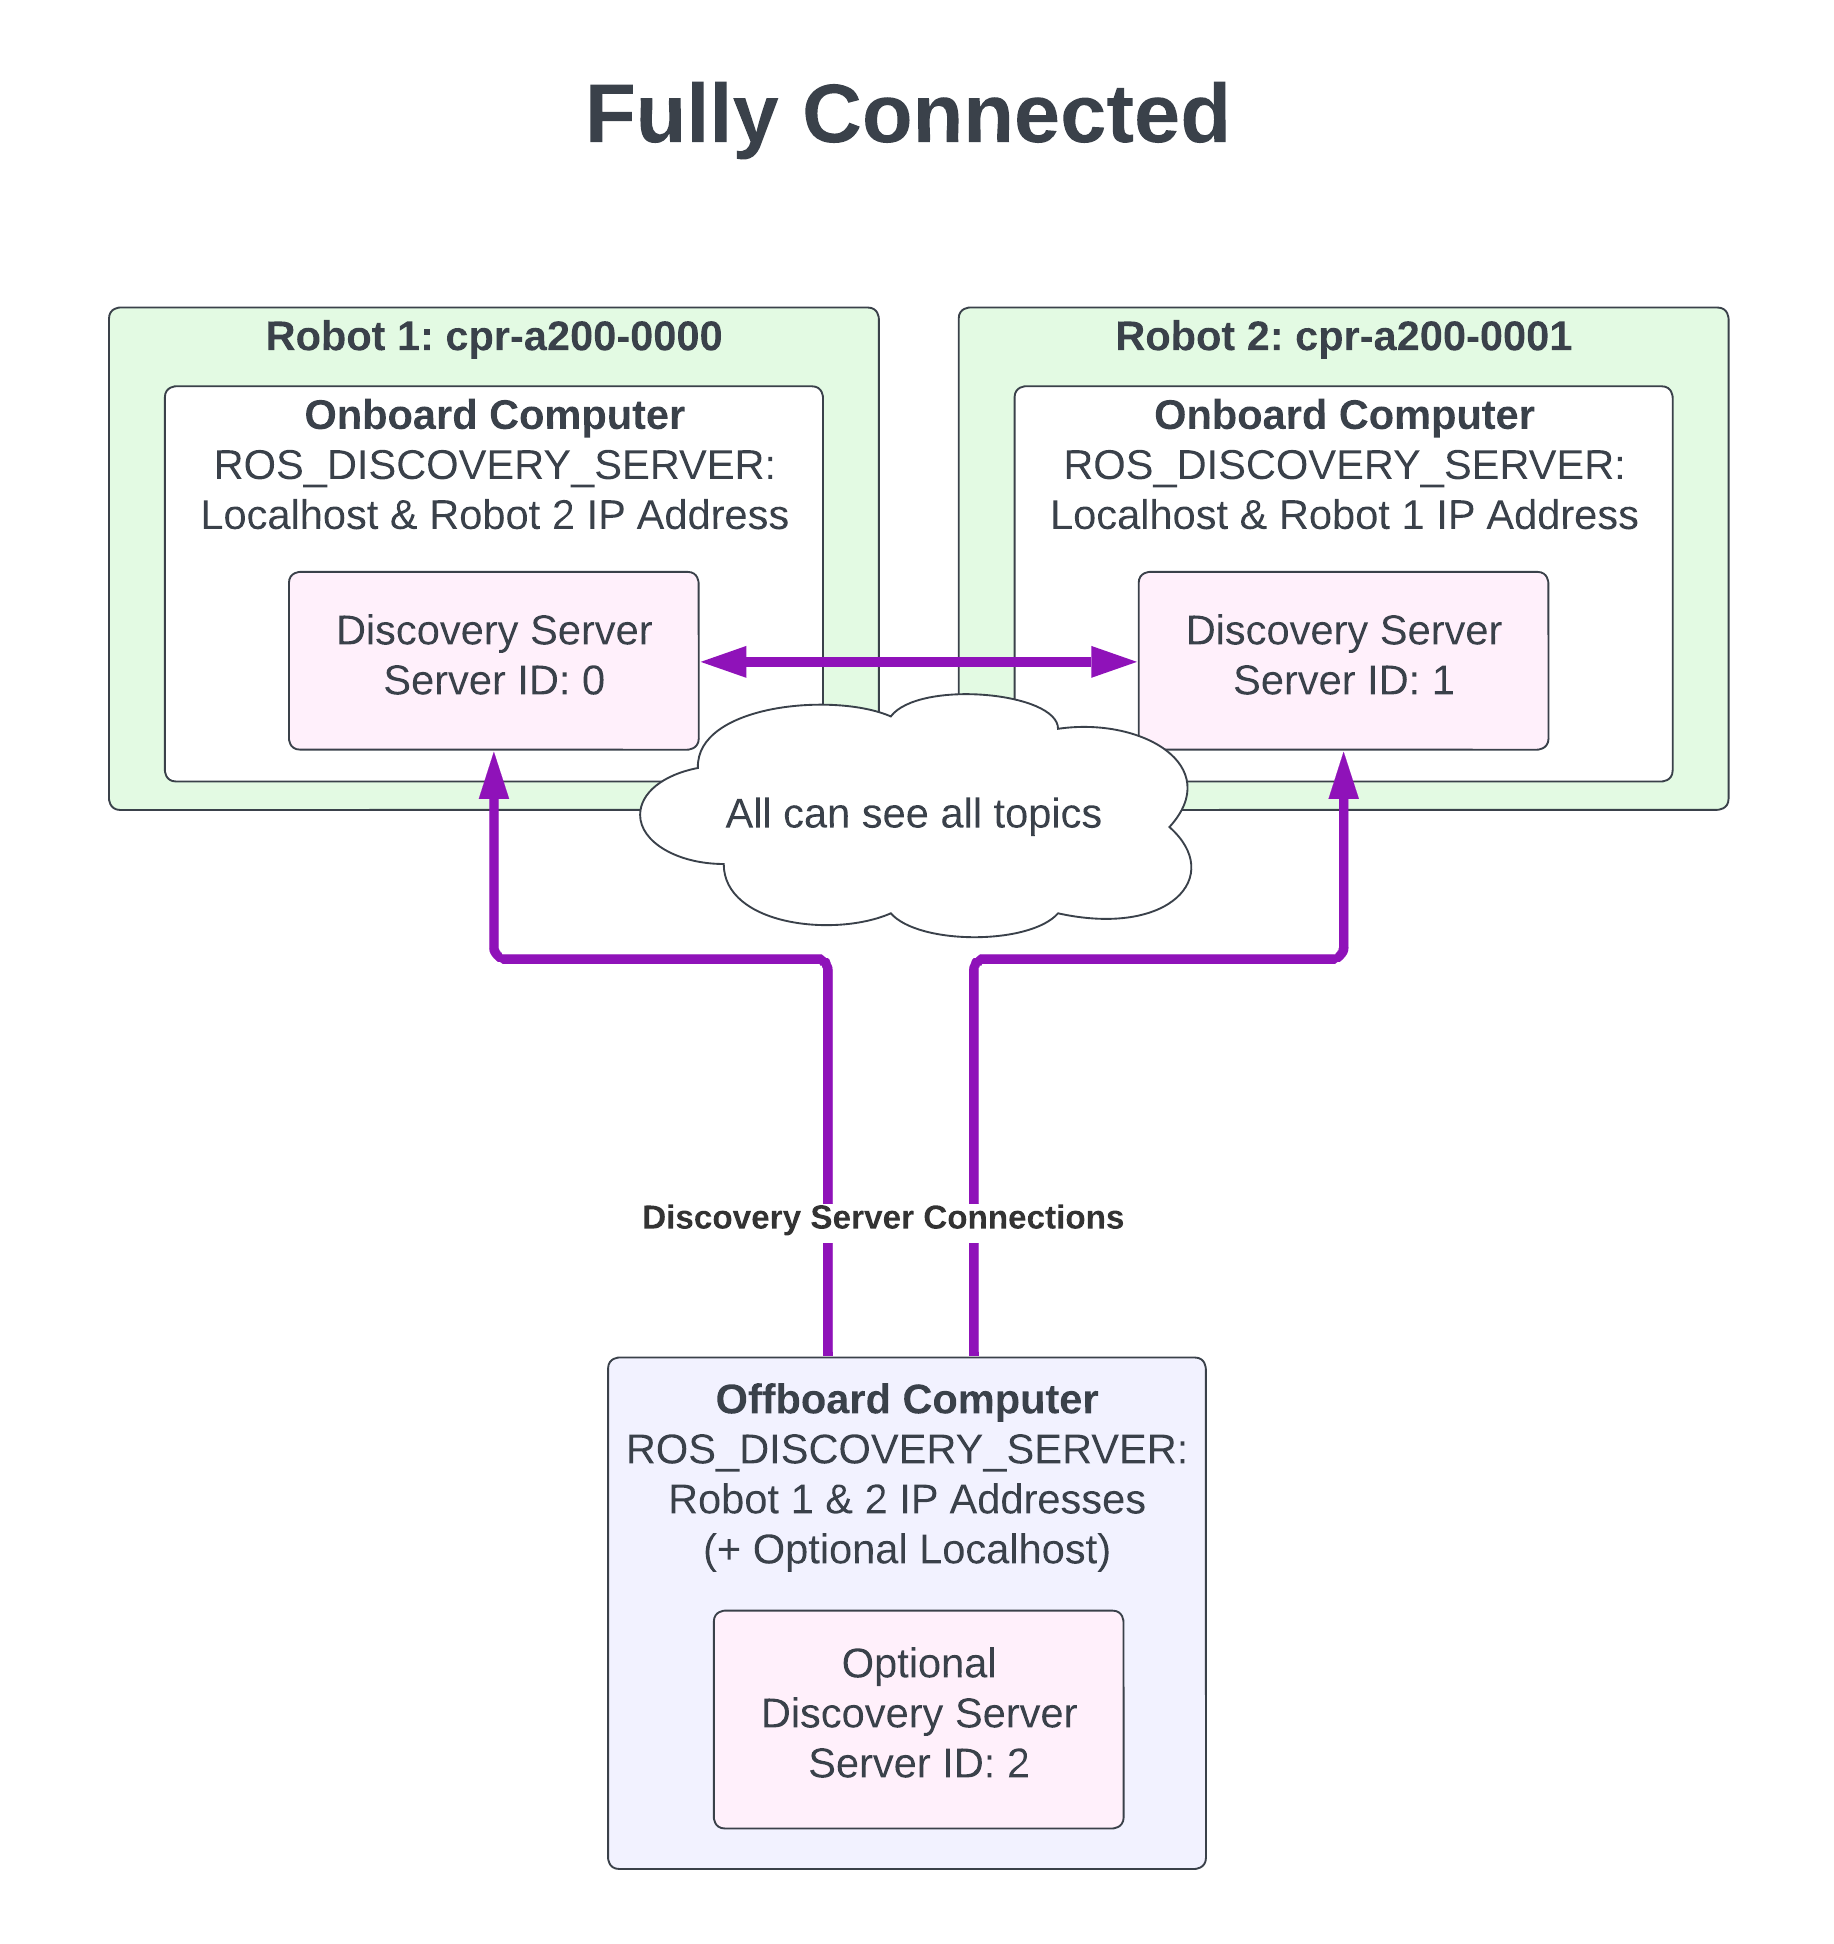 Fully Connected
Robot 1: cpr-a200-0000
Onboard Computer
ROS_DISCOVERY_SERVER:
Localhost & Robot 2 IP Address
Discovery Server
Server ID: 0
Robot 2: cpr-a200-0001
Onboard Computer
ROS_DISCOVERY_SERVER:
Localhost & Robot 1 IP Address
Discovery Server
Server ID: 1
All can see all topics
Discovery Server Connections
Offboard Computer
ROS_DISCOVERY_SERVER:
Robot 1 & 2 IP Addresses
(+ Optional Localhost)
Optional
Discovery Server
Server ID: 2